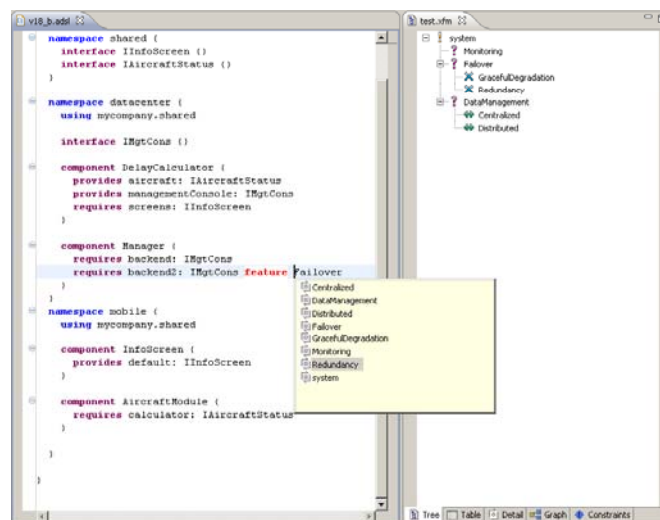 v18_b.adsl
namespace shared {
interface IInfoScreen {}
interface IAircraftStatus {}
}
namespace datacenter {
using mycompany.shared
interface IMgtCons {}
component DelayCalculator {
provides aircraft: IAircraftStatus
provides managementConsole: IMgtCons
requires screens: IInfoScreen
}
component Manager {
requires backend: IMgtCons
requires backend2: IMgtCons feature Failover
}
}
namespace mobile {
using mycompany.shared
component InfoScreen {
provides default: IInfoScreen
}
component AircraftModule {
requires calculator: IAircraftStatus
}
}
}
Centralized
DataManagement
Distributed
Failover
GracefulDegradation
Monitoring
Redundancy
system
test.xfm
system
Monitoring
Failover
GracefulDegradation
Redundancy
DataManagement
Centralized
Distributed
Tree Table Detail Graph Constraints